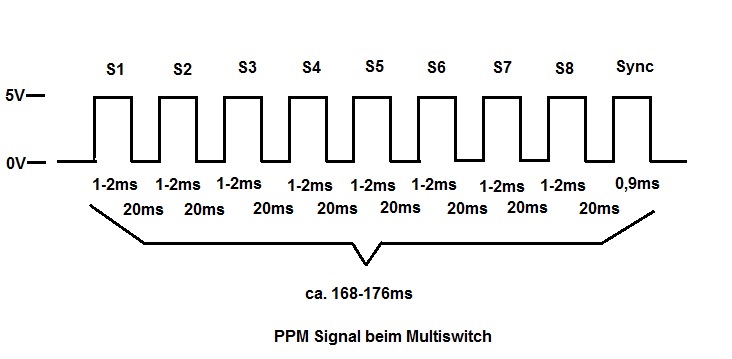 S1 S2 S3 S4 S5 S6 S7 S8 Sync
5V
0V
1-2ms 1-2ms 1-2ms 1-2ms 1-2ms 1-2ms 1-2ms 1-2ms 0,9ms
20ms 20ms 20ms 20ms 20ms 20ms 20ms 20ms
ca. 168-176ms
PPM Signal beim Multiswitch